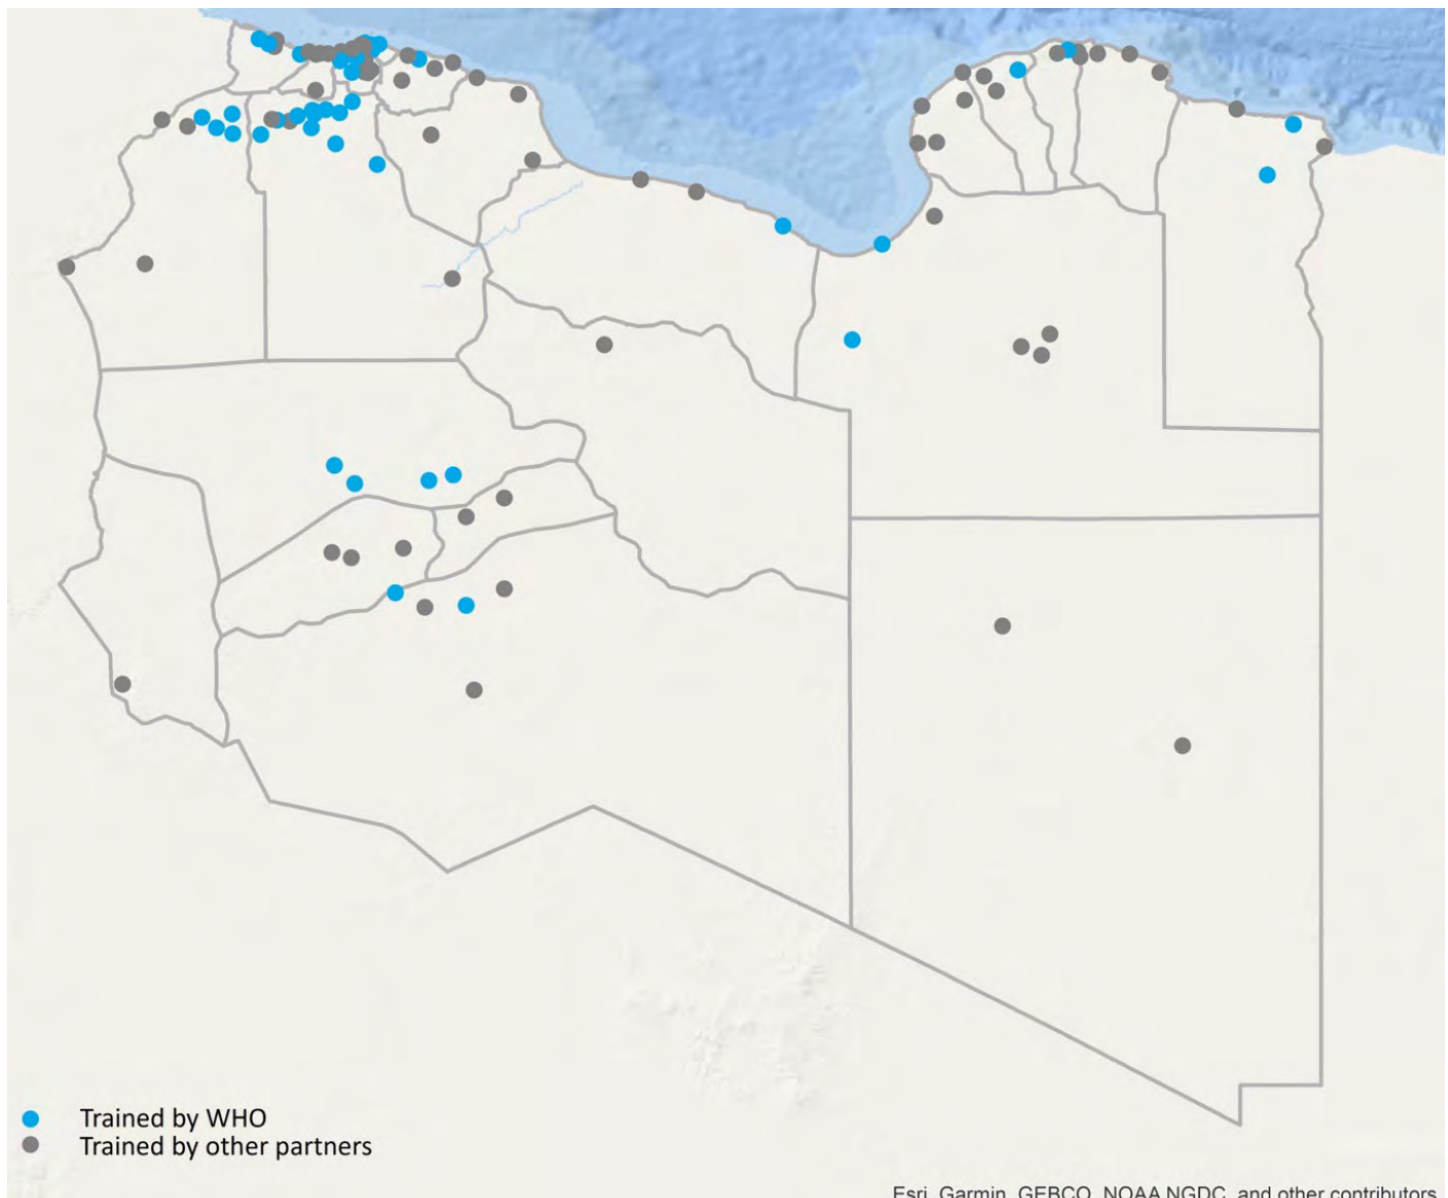 Trained by WHO
Trained by other partners
Esri, Garmin, GEBCO, NOAA NGDC, and other contributors